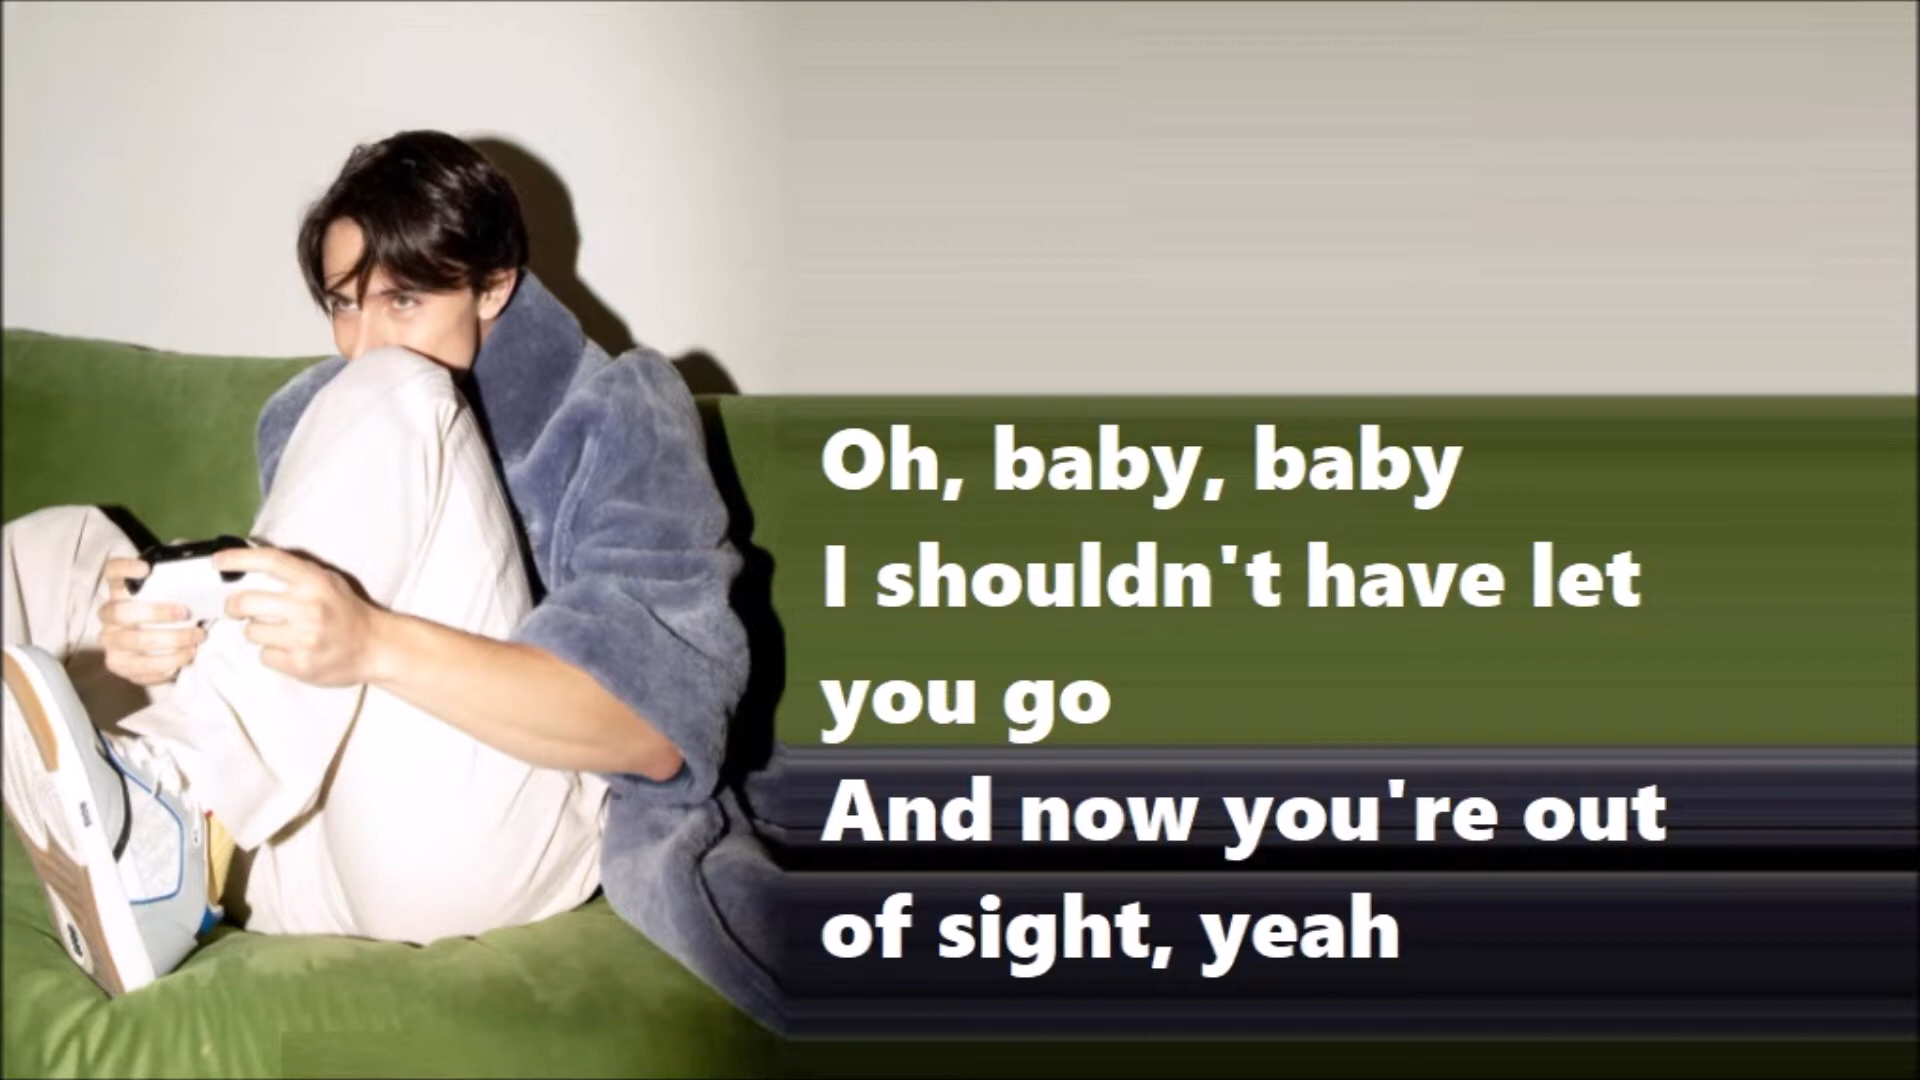 Oh, baby, baby
I shouldn't have let
you go
And now you're out
of sight, yeah